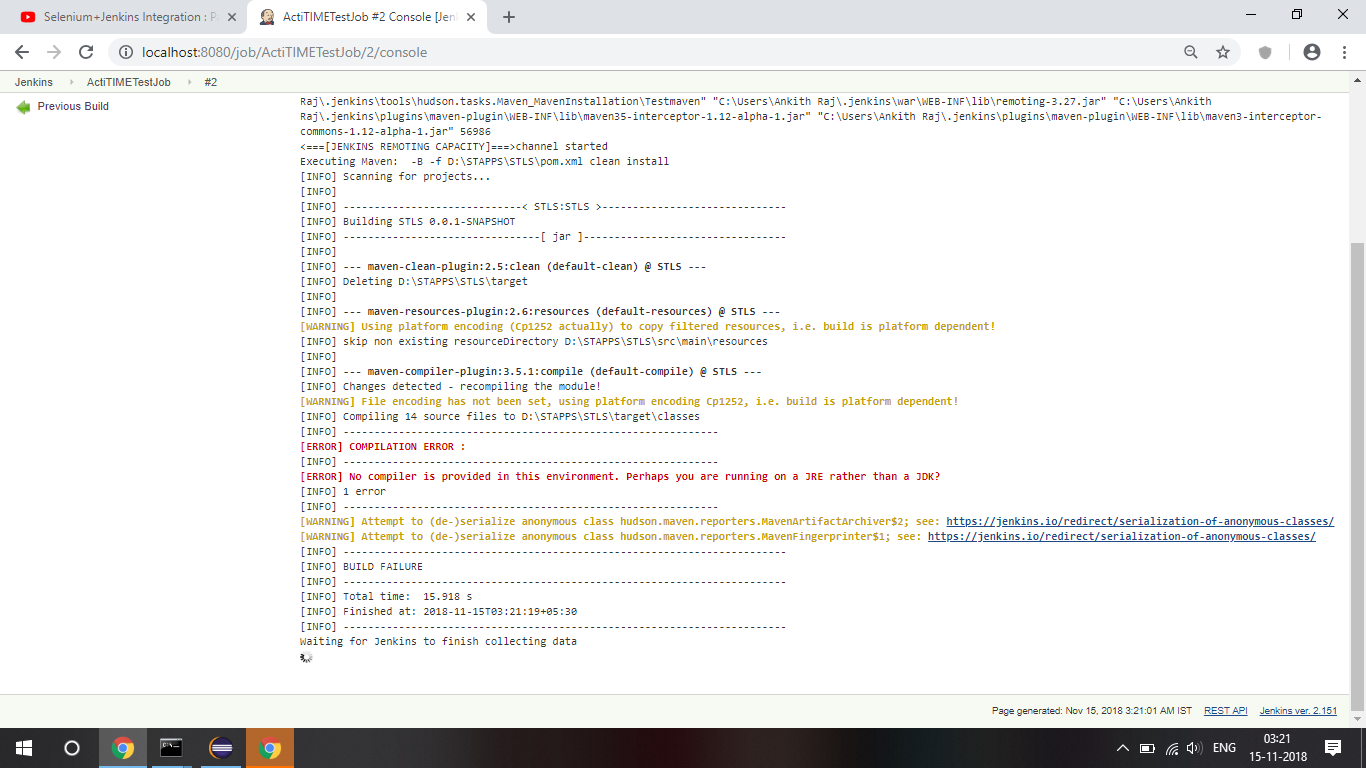 Selenium+Jenkins Integration : P
ActiTIMETestJob #2 Console [Jen
localhost:8080/job/ActiTIMETestJob/2/console
Jenkins ActiTIMETestJob #2
Previous Build
Raj\.jenkins\tools\hudson.tasks.Maven_MavenInstallation\Testmaven" "C:\Users\Ankith Raj\.jenkins\war\WEB-INF\lib\remoting-3.27.jar" "C:\Users\Ankith
Raj\.jenkins\plugins\maven-plugin\WEB-INF\lib\maven35-interceptor-1.12-alpha-1.jar" "C:\Users\Ankith Raj\.jenkins\plugins\maven-plugin\WEB-INF\lib\maven3-interceptor-
commons-1.12-alpha-1.jar" 56986
<===[JENKINS REMOTING CAPACITY]===>channel started
Executing Maven:  -B -f D:\STAPPS\STLS\pom.xml clean install
[INFO] Scanning for projects...
[INFO]
[INFO] -----------------------------< STLS:STLS >------------------------------
[INFO] Building STLS 0.0.1-SNAPSHOT
[INFO] --------------------------------[ jar ]---------------------------------
[INFO]
[INFO] --- maven-clean-plugin:2.5:clean (default-clean) @ STLS ---
[INFO] Deleting D:\STAPPS\STLS\target
[INFO]
[INFO] --- maven-resources-plugin:2.6:resources (default-resources) @ STLS ---
[WARNING] Using platform encoding (Cp1252 actually) to copy filtered resources, i.e. build is platform dependent!
[INFO] skip non existing resourceDirectory D:\STAPPS\STLS\src\main\resources
[INFO]
[INFO] --- maven-compiler-plugin:3.5.1:compile (default-compile) @ STLS ---
[INFO] Changes detected - recompiling the module!
[WARNING] File encoding has not been set, using platform encoding Cp1252, i.e. build is platform dependent!
[INFO] Compiling 14 source files to D:\STAPPS\STLS\target\classes
[INFO] -------------------------------------------------------------
[ERROR] COMPILATION ERROR :
[INFO] -------------------------------------------------------------
[ERROR] No compiler is provided in this environment. Perhaps you are running on a JRE rather than a JDK?
[INFO] 1 error
[INFO] -------------------------------------------------------------
[WARNING] Attempt to (de-)serialize anonymous class hudson.maven.reporters.MavenArtifactArchiver$2; see: https://jenkins.io/redirect/serialization-of-anonymous-classes/
[WARNING] Attempt to (de-)serialize anonymous class hudson.maven.reporters.MavenFingerprinter$1; see: https://jenkins.io/redirect/serialization-of-anonymous-classes/
[INFO] ------------------------------------------------------------------------
[INFO] BUILD FAILURE
[INFO] ------------------------------------------------------------------------
[INFO] Total time:  15.918 s
[INFO] Finished at: 2018-11-15T03:21:19+05:30
[INFO] ------------------------------------------------------------------------
Waiting for Jenkins to finish collecting data
Page generated: Nov 15, 2018 3:21:01 AM IST REST API Jenkins ver. 2.151
ENG
03:21
15-11-2018